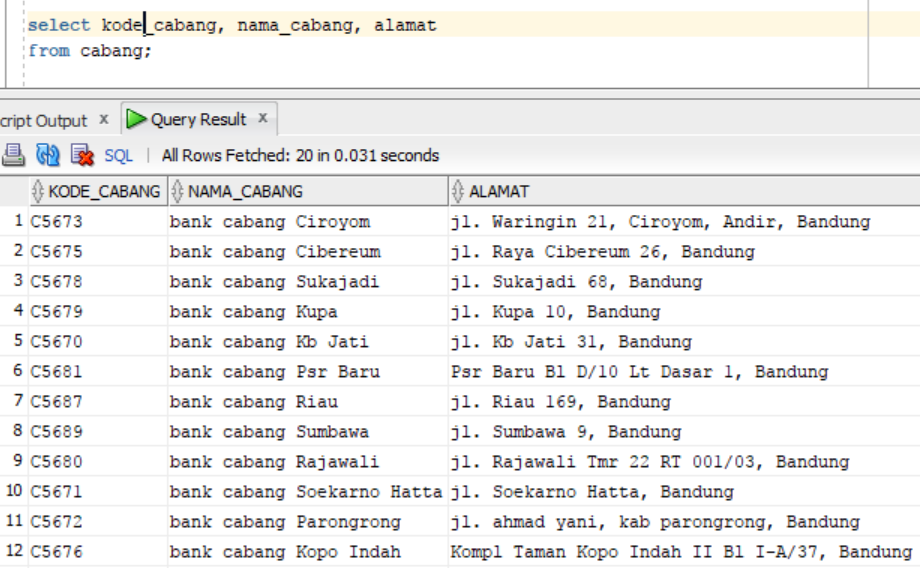 select kode_cabang, nama_cabang, alamat
from cabang;
cript Output x Query Result x
SQL | All Rows Fetched: 20 in 0.031 seconds
KODE_CABANG NAMA_CABANG ALAMAT
1 C5673 bank cabang Ciroyom jl. Waringin 21, Ciroyom, Andir, Bandung
2 C5675 bank cabang Cibereum jl. Raya Cibereum 26, Bandung
3 C5678 bank cabang Sukajadi jl. Sukajadi 68, Bandung
4 C5679 bank cabang Kupa jl. Kupa 10, Bandung
5 C5670 bank cabang Kb Jati jl. Kb Jati 31, Bandung
6 C5681 bank cabang Psr Baru Psr Baru Bl D/10 Lt Dasar 1, Bandung
7 C5687 bank cabang Riau jl. Riau 169, Bandung
8 C5689 bank cabang Sumbawa jl. Sumbawa 9, Bandung
9 C5680 bank cabang Rajawali jl. Rajawali Tmr 22 RT 001/03, Bandung
10 C5671 bank cabang Soekarno Hatta jl. Soekarno Hatta, Bandung
11 C5672 bank cabang Parongrong jl. ahmad yani, kab parongrong, Bandung
12 C5676 bank cabang Kopo Indah Kompl Taman Kopo Indah II Bl I-A/37, Bandung